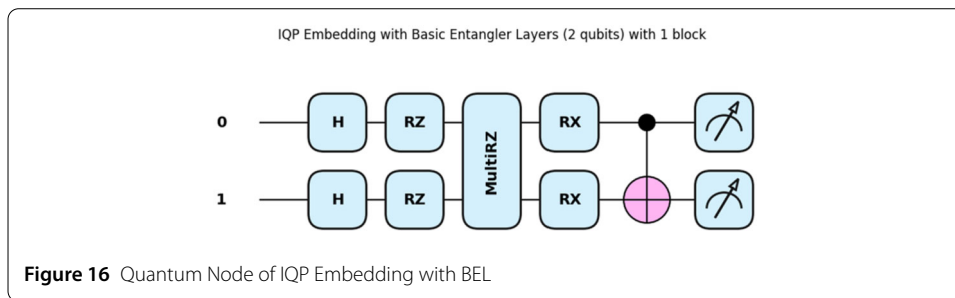 IQP Embedding with Basic Entangler Layers (2 qubits) with 1 block
0 H RZ MultiRZ RX
1 H RZ RX
Figure 16 Quantum Node of IQP Embedding with BEL